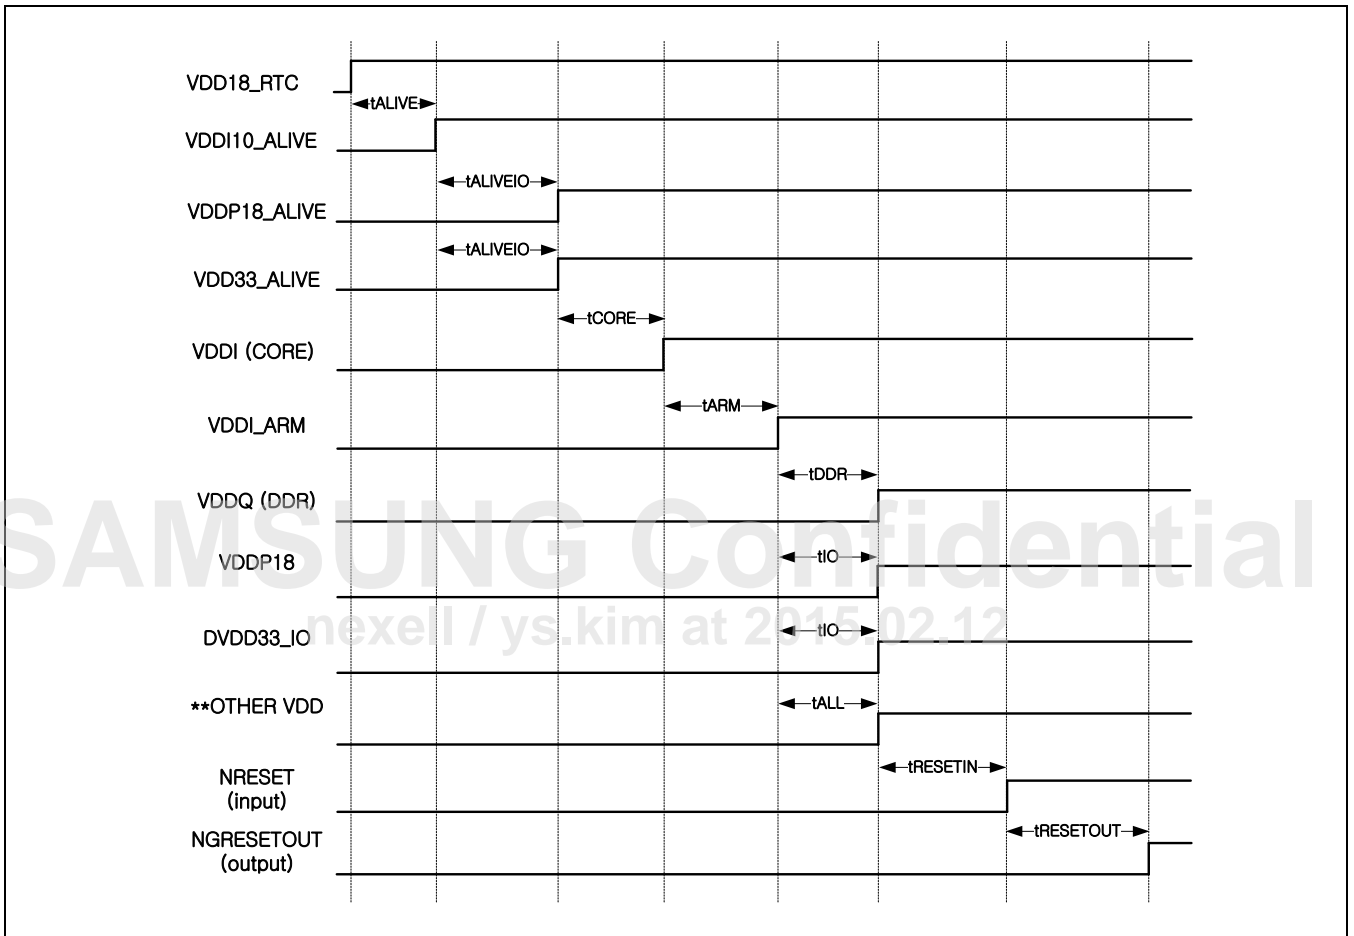 VDD18_RTC
tALIVE
VDDI10_ALIVE
tALIVEIO
VDDP18_ALIVE
tALIVEIO
VDD33_ALIVE
tCORE
VDDI (CORE)
tARM
VDDI_ARM
tDDR
VDDQ (DDR)
SAMSUNG Confidential
tIO
VDDP18
nexell / ys.kim at 2015.02.12
tIO
DVDD33_IO
tALL
**OTHER VDD
tRESETIN
NRESET
(input)
tRESETOUT
NGRESETOUT
(output)